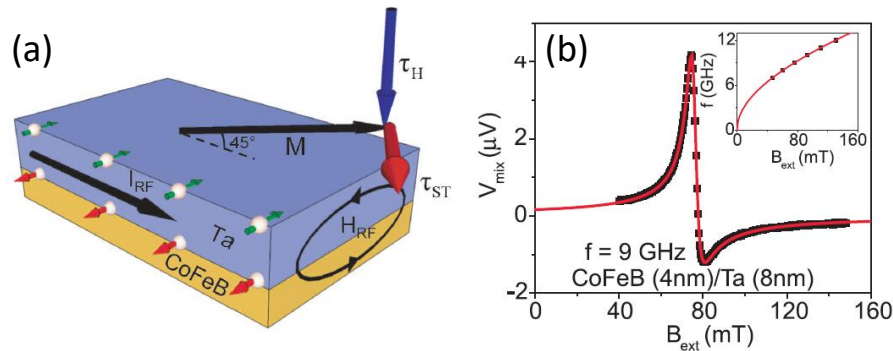 (a)
τH
45°
M
τST
IRF
HRF
Ta
CoFeB
(b)
Vmix (μV)
4
2
0
-2
f (GHz)
12
6
0
0 80 160
Bext (mT)
f = 9 GHz
CoFeB (4nm)/Ta (8nm)
0 40 80 120 160
Bext (mT)